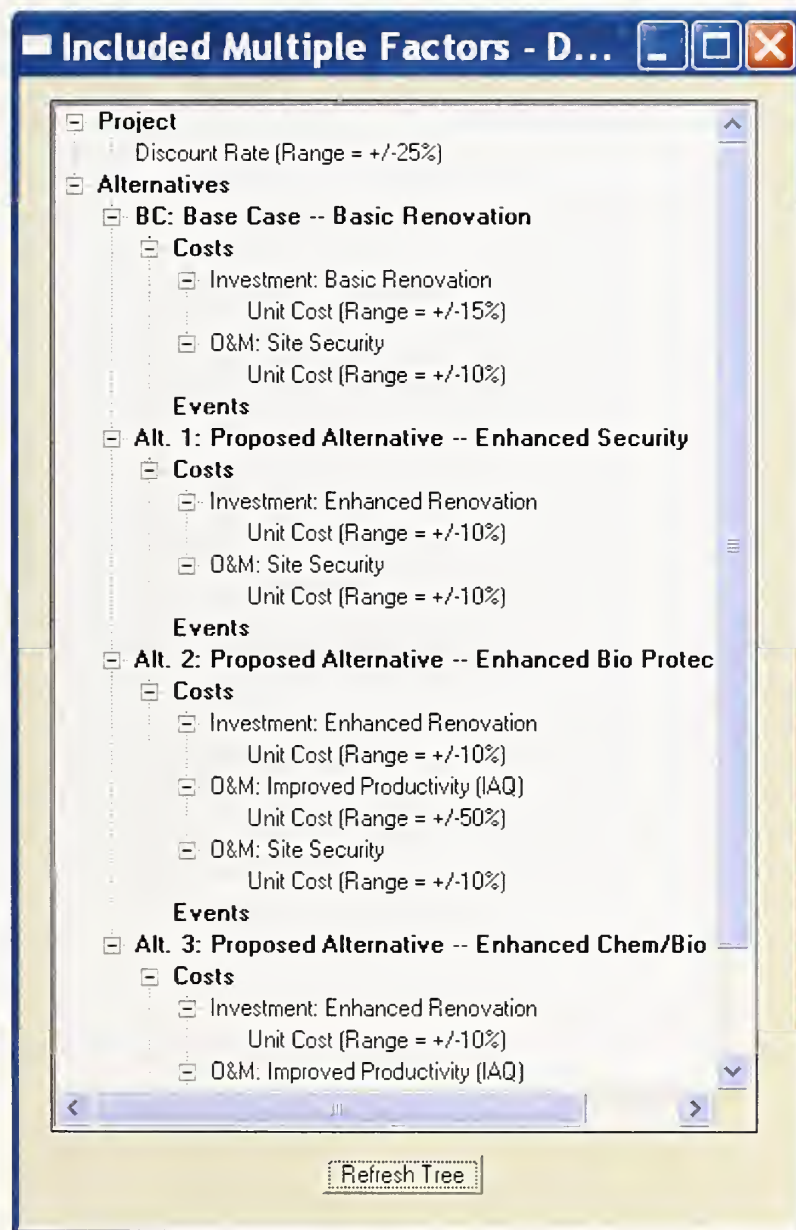 Included Multiple Factors - D...
Project
Discount Rate (Range = +/-25%)
Alternatives
BC: Base Case -- Basic Renovation
Costs
Investment: Basic Renovation
Unit Cost (Range = +/-15%)
O&M: Site Security
Unit Cost (Range = +/-10%)
Events
Alt. 1: Proposed Alternative -- Enhanced Security
Costs
Investment: Enhanced Renovation
Unit Cost (Range = +/-10%)
O&M: Site Security
Unit Cost (Range = +/-10%)
Events
Alt. 2: Proposed Alternative -- Enhanced Bio Protec
Costs
Investment: Enhanced Renovation
Unit Cost (Range = +/-10%)
O&M: Improved Productivity (IAQ)
Unit Cost (Range = +/-50%)
O&M: Site Security
Unit Cost (Range = +/-10%)
Events
Alt. 3: Proposed Alternative -- Enhanced Chem/Bio
Costs
Investment: Enhanced Renovation
Unit Cost (Range = +/-10%)
O&M: Improved Productivity (IAQ)
Refresh Tree